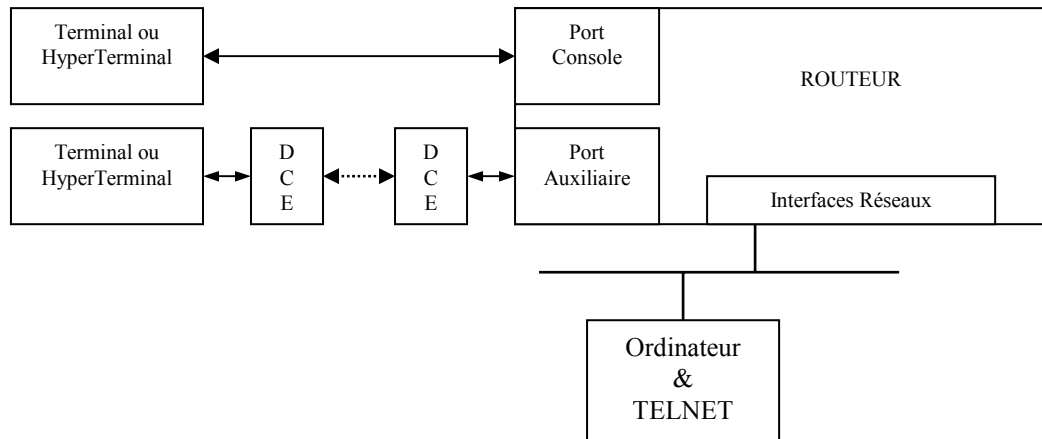 Terminal ou
HyperTerminal
Port
Console
ROUTEUR
Terminal ou
HyperTerminal
D
C
E
D
C
E
Port
Auxiliaire
Interfaces Réseaux
Ordinateur
&
TELNET